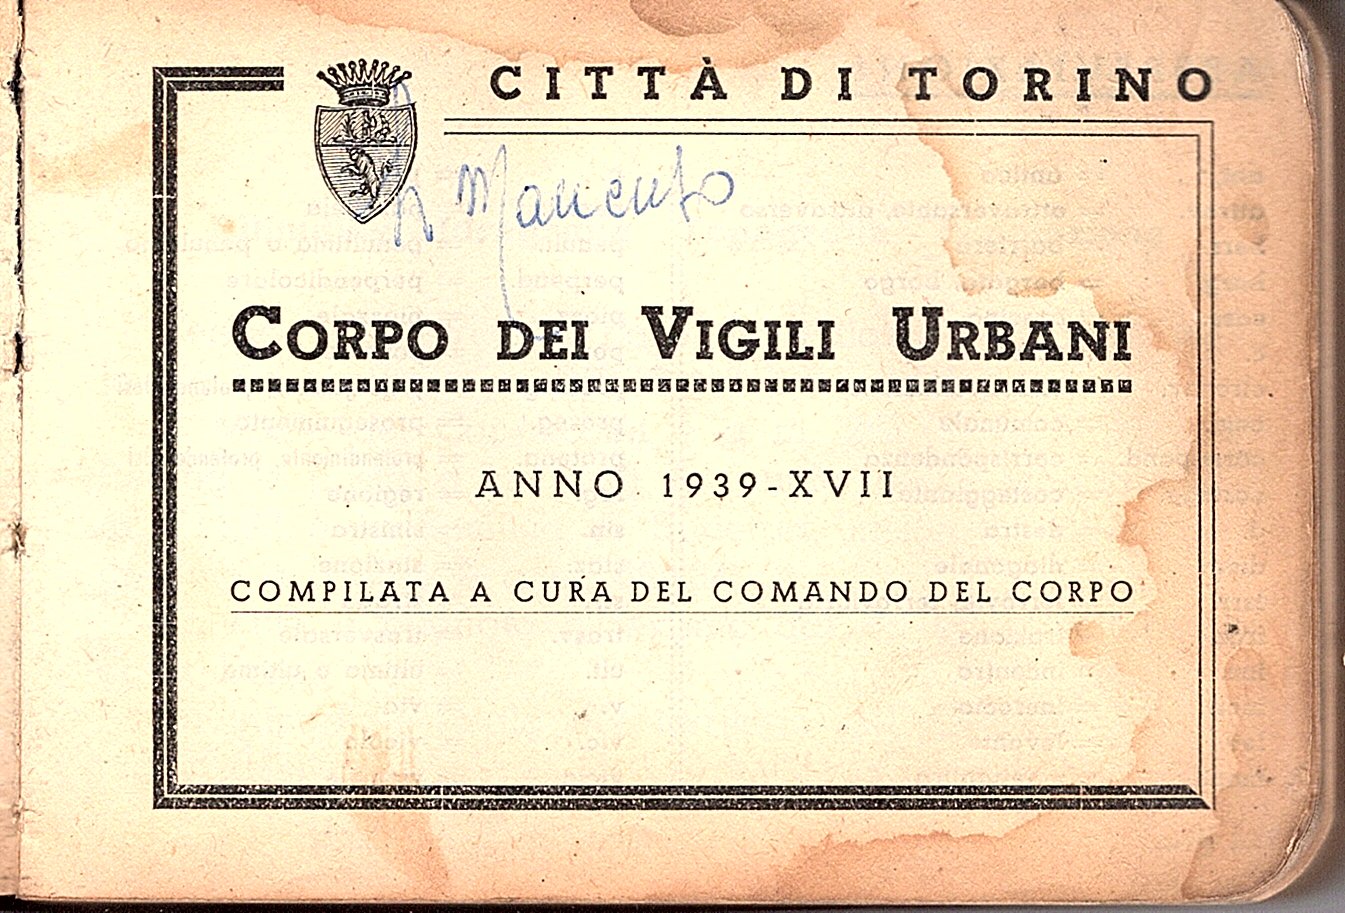 CITTÀ DI TORINO
CORPO DEI VIGILI URBANI
ANNO 1939-XVII
COMPILATA A CURA DEL COMANDO DEL CORPO